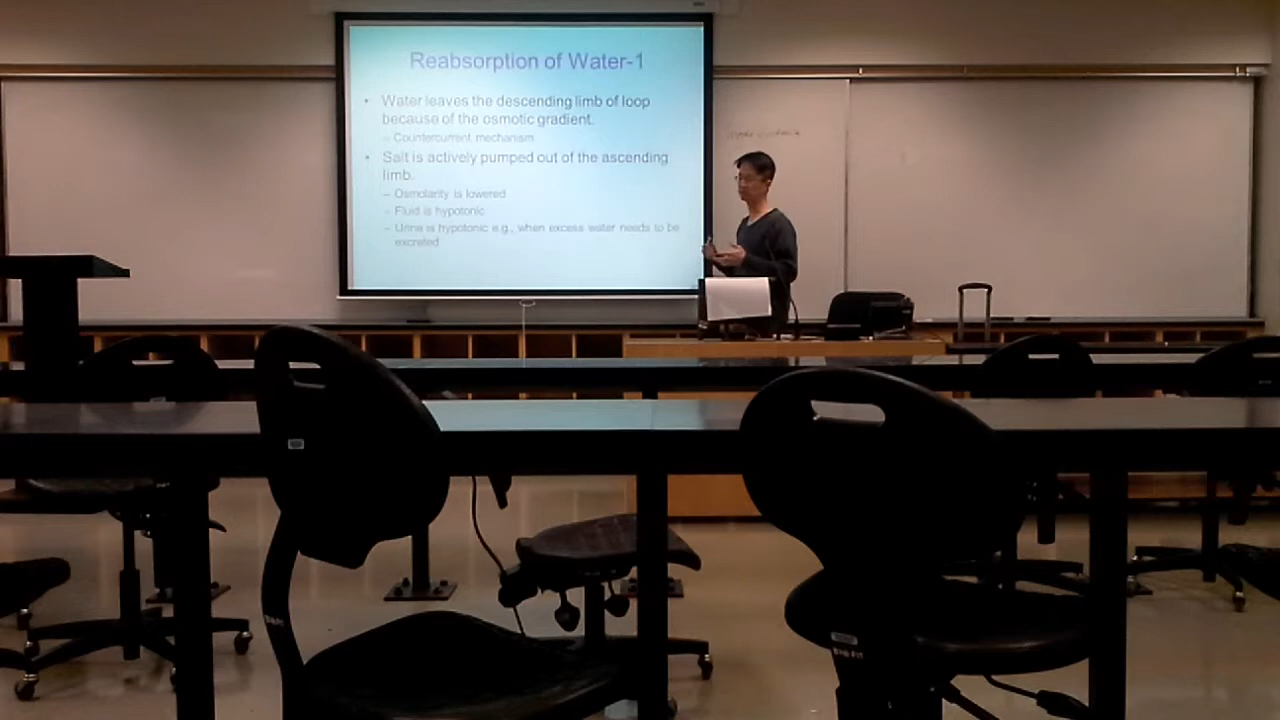 Reabsorption of Water-1
• Water leaves the descending limb of loop
because of the osmotic gradient.
– Countercurrent mechanism
• Salt is actively pumped out of the ascending
limb.
– Osmolarity is lowered
– Fluid is hypotonic
– Urine is hypotonic e.g., when excess water needs to be
excreted